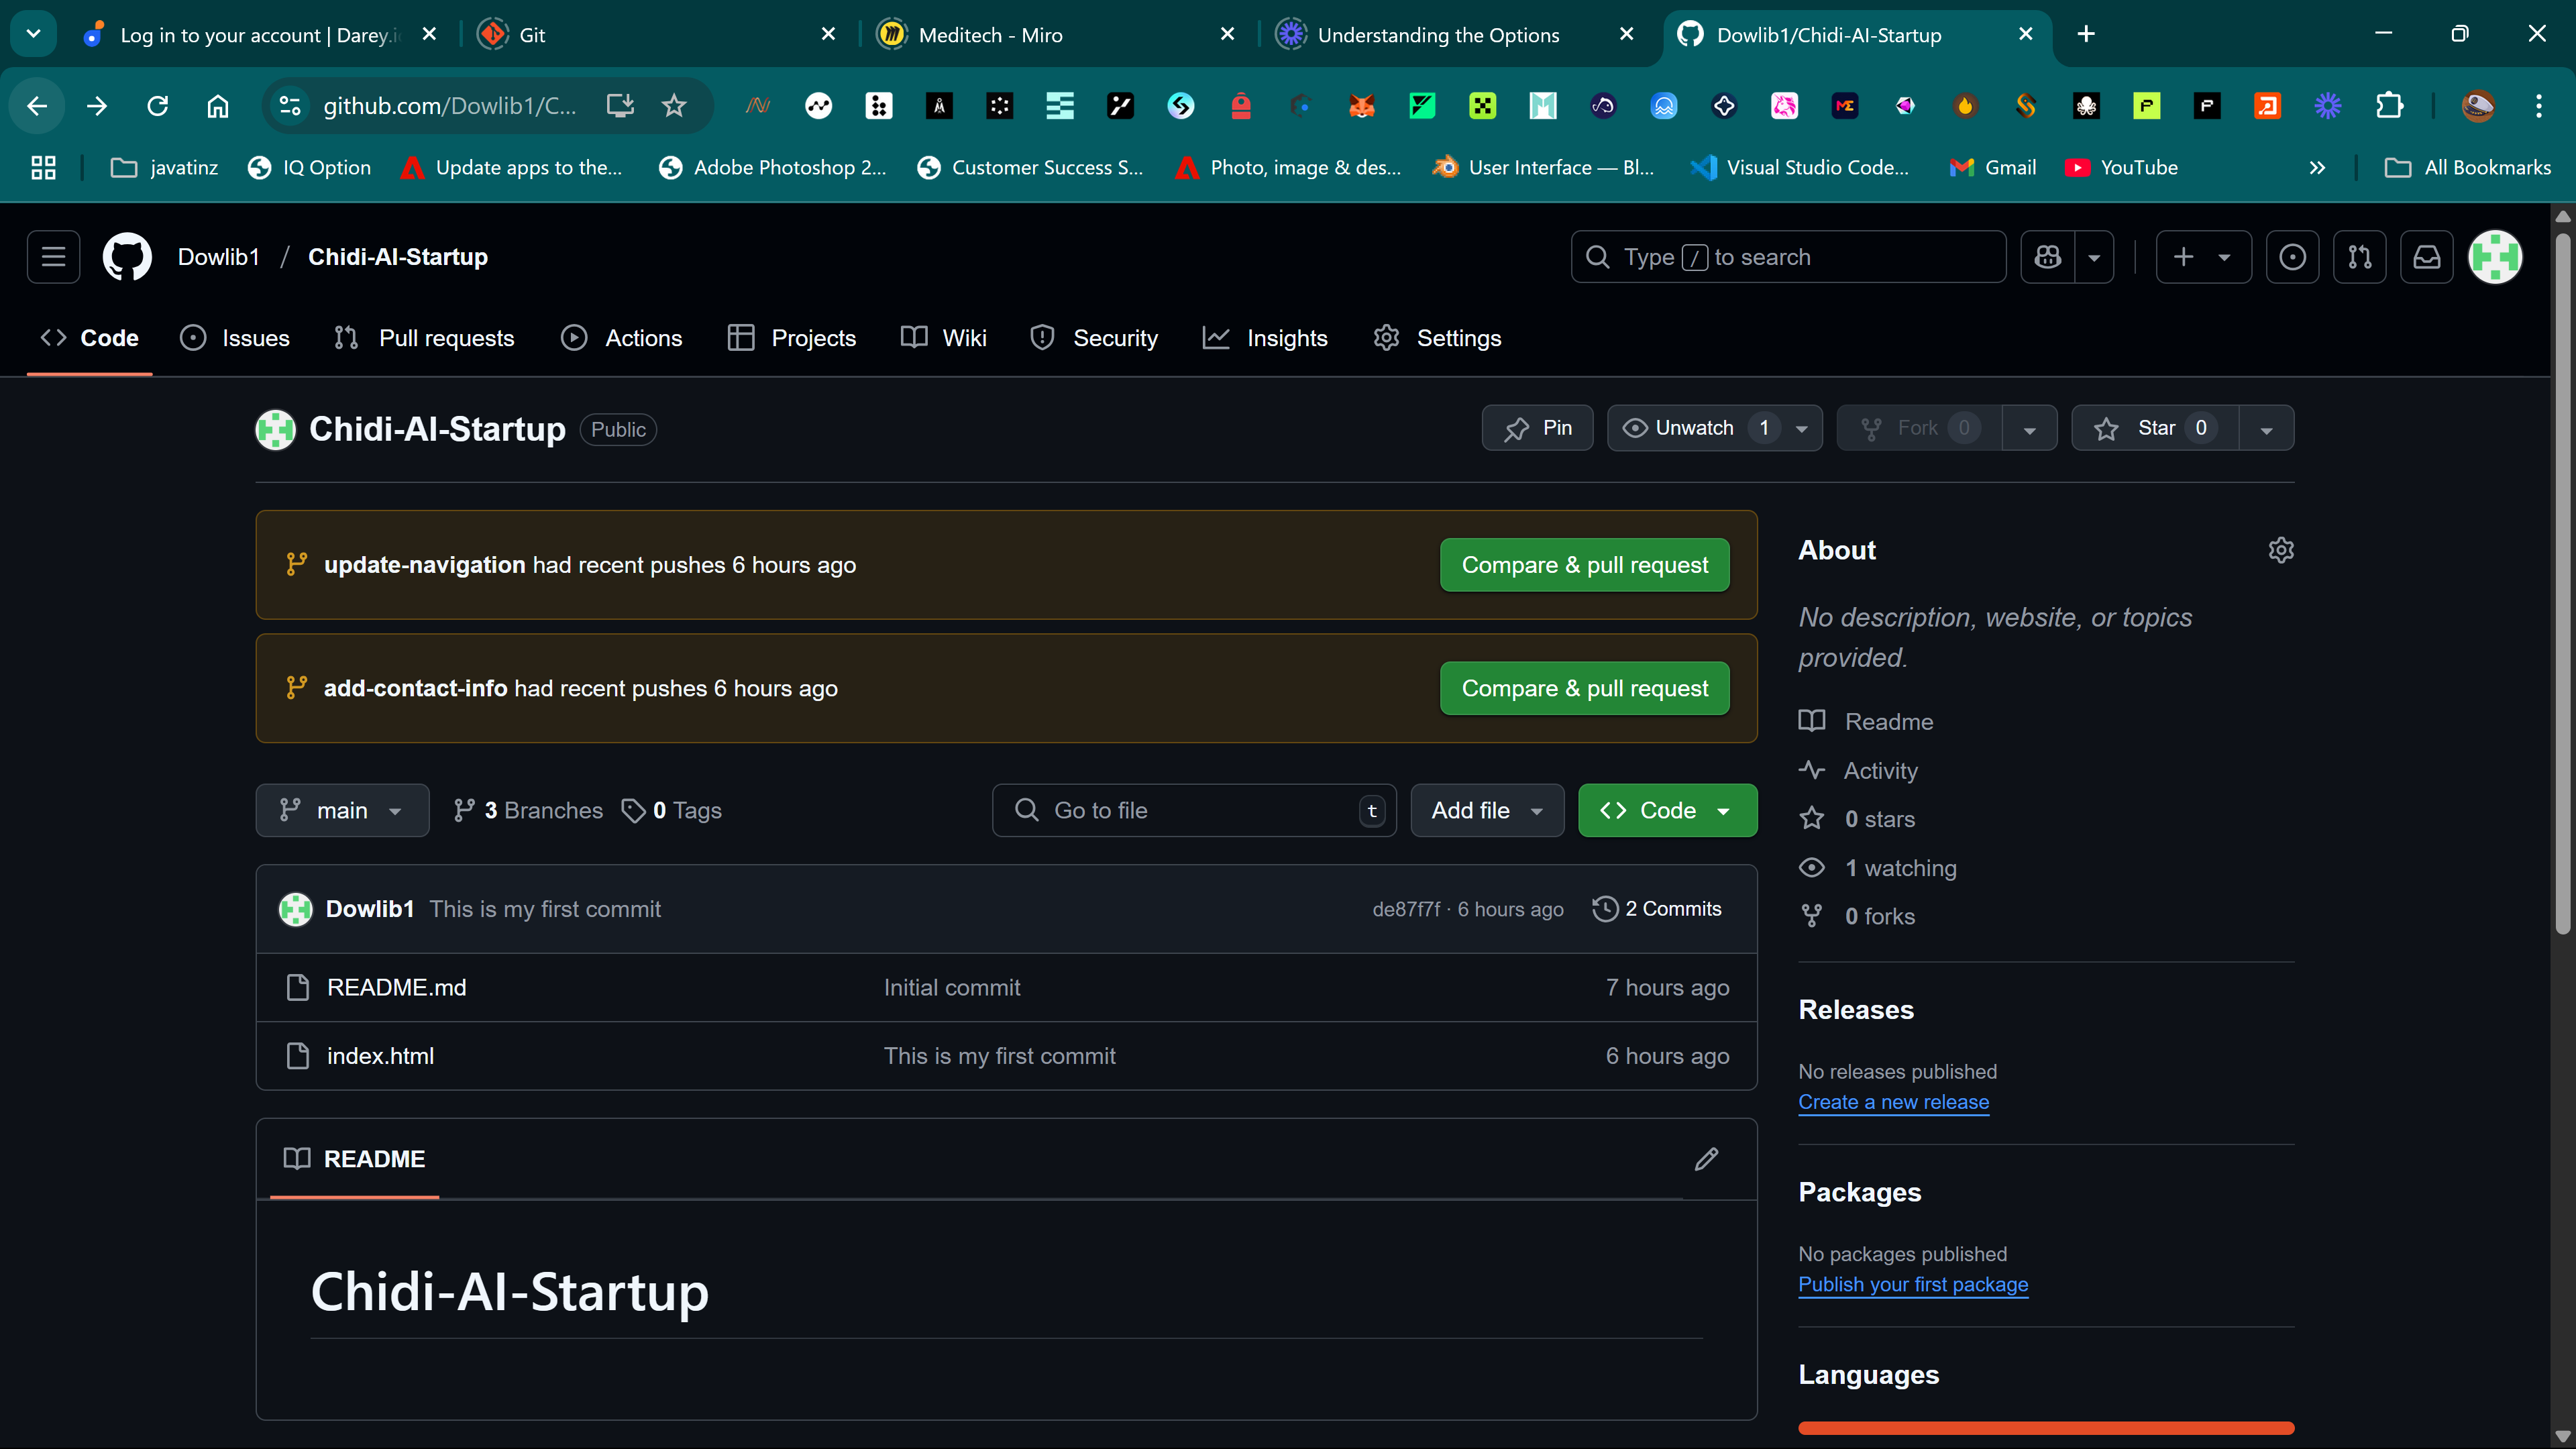 Log in to your account | Darey.i
Git
Meditech - Miro
Understanding the Options
Dowlib1/Chidi-AI-Startup
github.com/Dowlib1/C...
javatinz
IQ Option
Update apps to the...
Adobe Photoshop 2...
Customer Success S...
Photo, image & des...
User Interface — Bl...
Visual Studio Code...
Gmail
YouTube
All Bookmarks
Dowlib1 / Chidi-AI-Startup
Type / to search
Code
Issues
Pull requests
Actions
Projects
Wiki
Security
Insights
Settings
Chidi-AI-Startup Public
Pin
Unwatch 1
Fork 0
Star 0
update-navigation had recent pushes 6 hours ago
Compare & pull request
add-contact-info had recent pushes 6 hours ago
Compare & pull request
main
3 Branches
0 Tags
Go to file t
Add file
Code
Dowlib1 This is my first commit
de87f7f · 6 hours ago
2 Commits
README.md Initial commit 7 hours ago
index.html This is my first commit 6 hours ago
README
Chidi-AI-Startup
About
No description, website, or topics
provided.
Readme
Activity
0 stars
1 watching
0 forks
Releases
No releases published
Create a new release
Packages
No packages published
Publish your first package
Languages